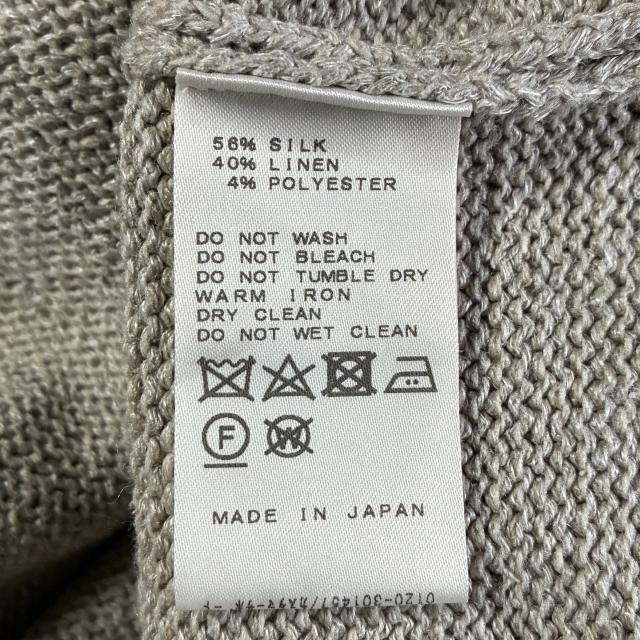 56% SILK
40% LINEN
4% POLYESTER
DO NOT WASH
DO NOT BLEACH
DO NOT TUMBLE DRY
WARM IRON
DRY CLEAN
DO NOT WET CLEAN
F
W
MADE IN JAPAN